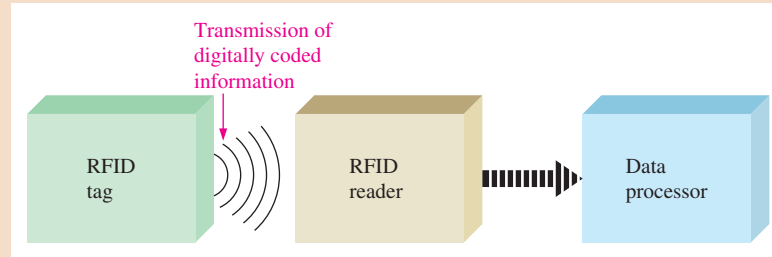 Transmission of
digitally coded
information
RFID
tag
RFID
reader
Data
processor